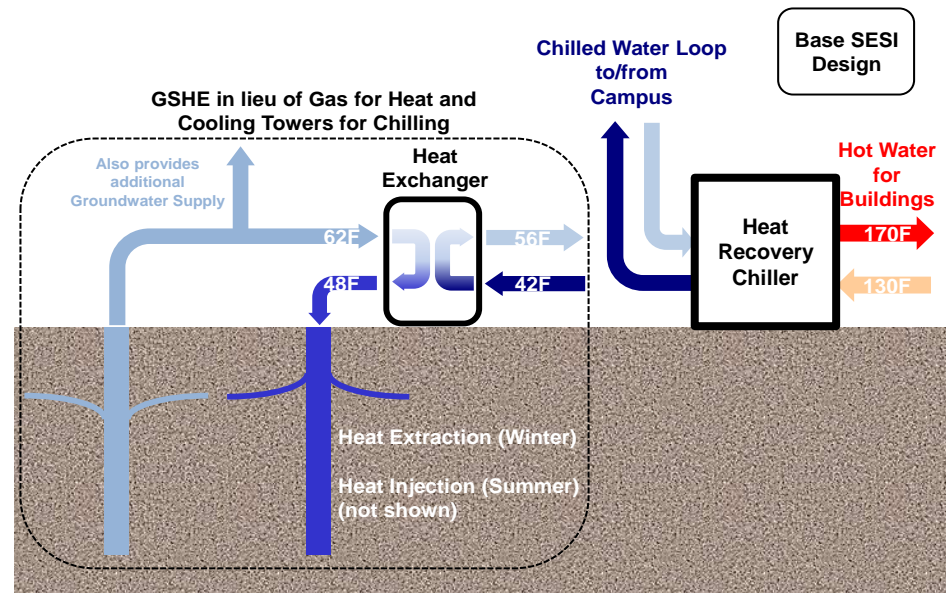 Base SESI
Design
Chilled Water Loop
to/from
Campus
GSHE in lieu of Gas for Heat and
Cooling Towers for Chilling
Also provides
additional
Groundwater Supply
Heat
Exchanger
Hot Water
for
Buildings
62F
56F
170F
Heat
Recovery
Chiller
48F
42F
130F
Heat Extraction (Winter)
Heat Injection (Summer)
(not shown)